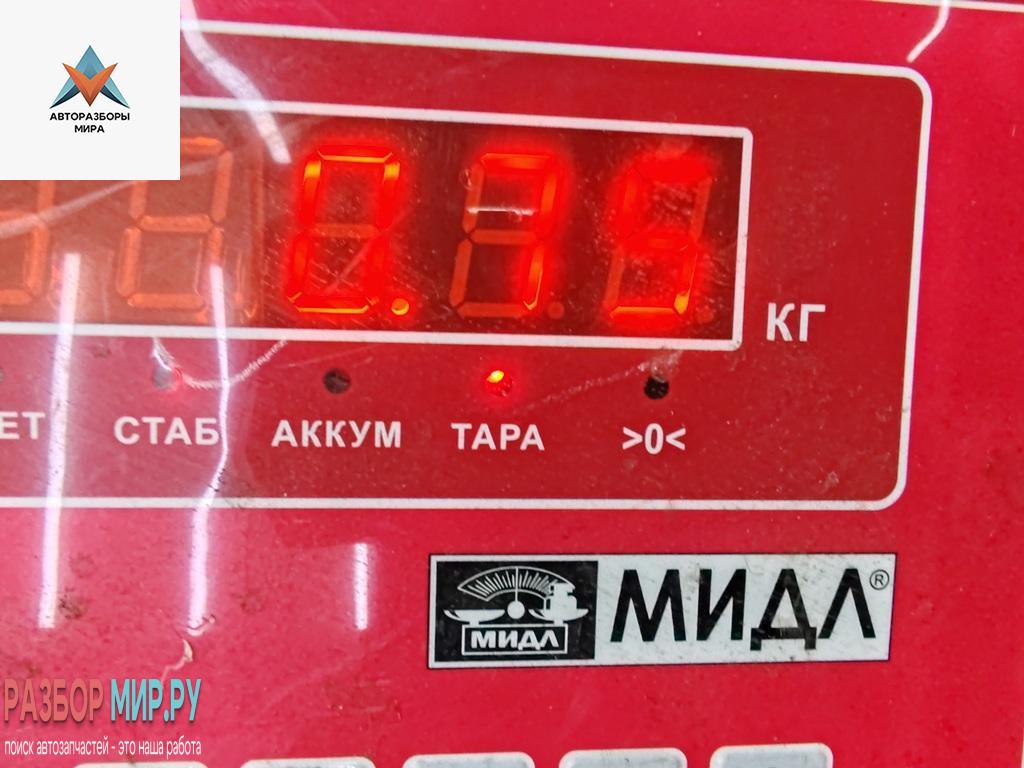 АВТОРАЗБОРЫ
МИРА
0.75
КГ
ЕТ СТАБ АККУМ ТАРА >0<
МИДЛ МИДЛ®
РАЗБОР МИР.РУ
поиск автозапчастей - это наша работа